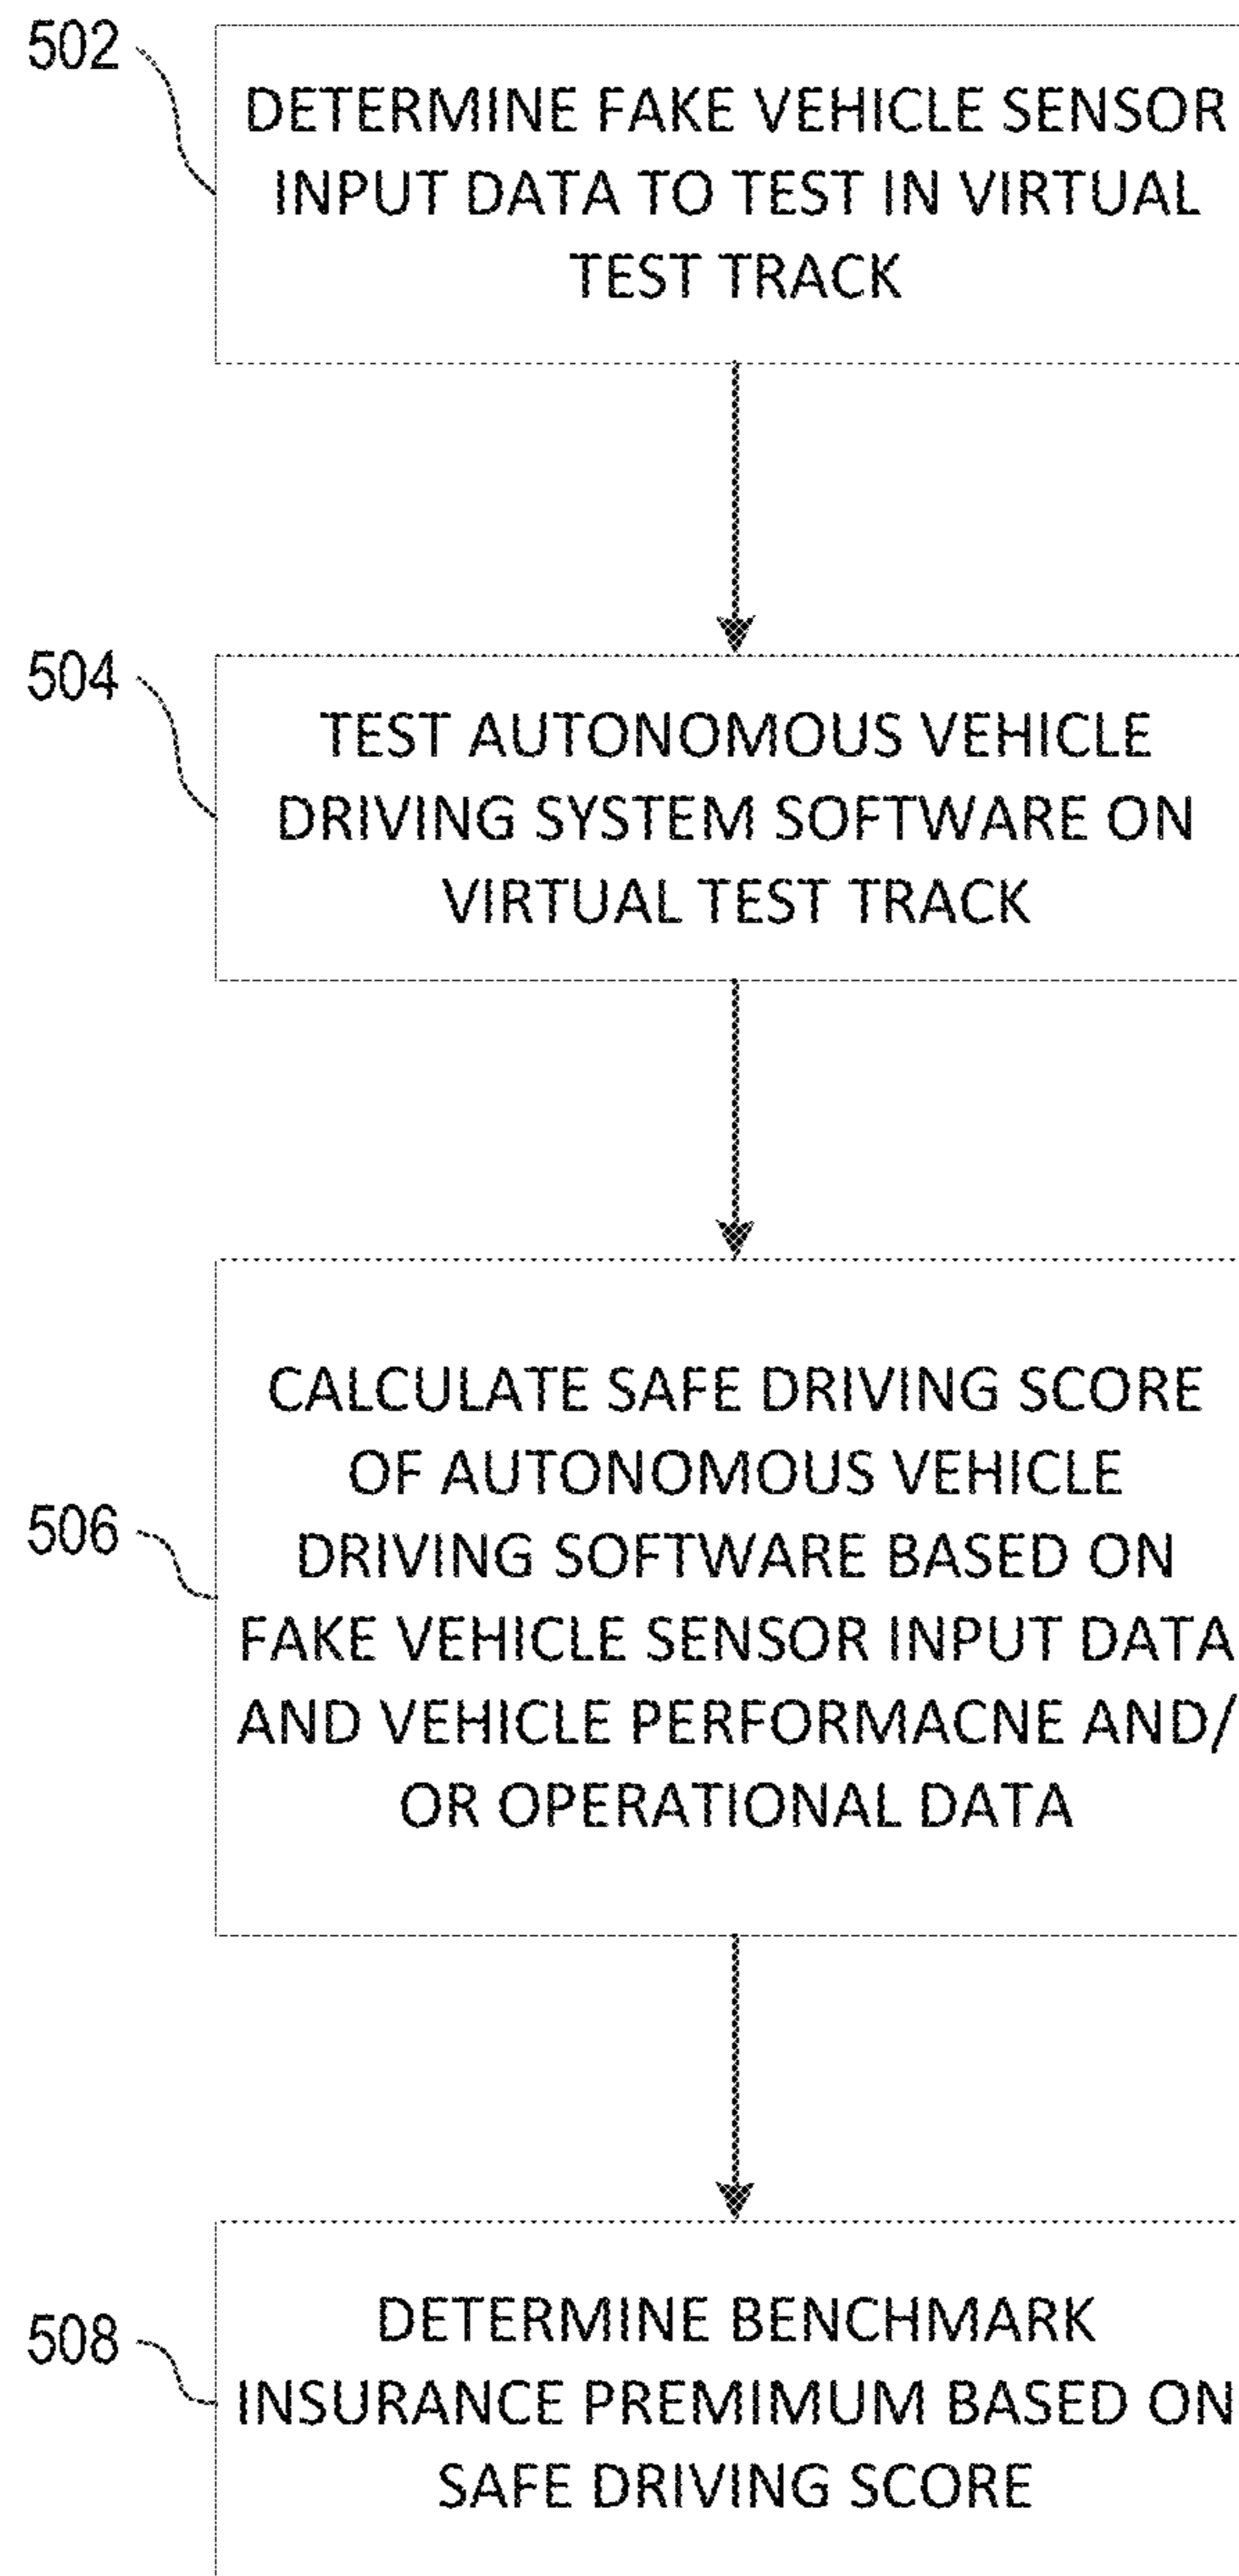 502
DETERMINE FAKE VEHICLE SENSOR
INPUT DATA TO TEST IN VIRTUAL
TEST TRACK
504
TEST AUTONOMOUS VEHICLE
DRIVING SYSTEM SOFTWARE ON
VIRTUAL TEST TRACK
506
CALCULATE SAFE DRIVING SCORE
OF AUTONOMOUS VEHICLE
DRIVING SOFTWARE BASED ON
FAKE VEHICLE SENSOR INPUT DATA
AND VEHICLE PERFORMACNE AND/
OR OPERATIONAL DATA
508
DETERMINE BENCHMARK
INSURANCE PREMIMUM BASED ON
SAFE DRIVING SCORE